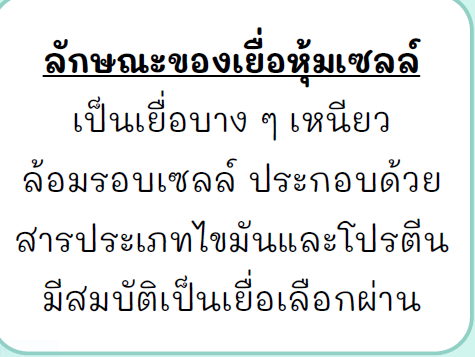 ลักษณะของเยื่อหุ้มเซลล์
เป็นเยื่อบาง ๆ เหนียว
ล้อมรอบเซลล์ ประกอบด้วย
สารประเภทไขมันและโปรตีน
มีสมบัติเป็นเยื่อเลือกผ่าน